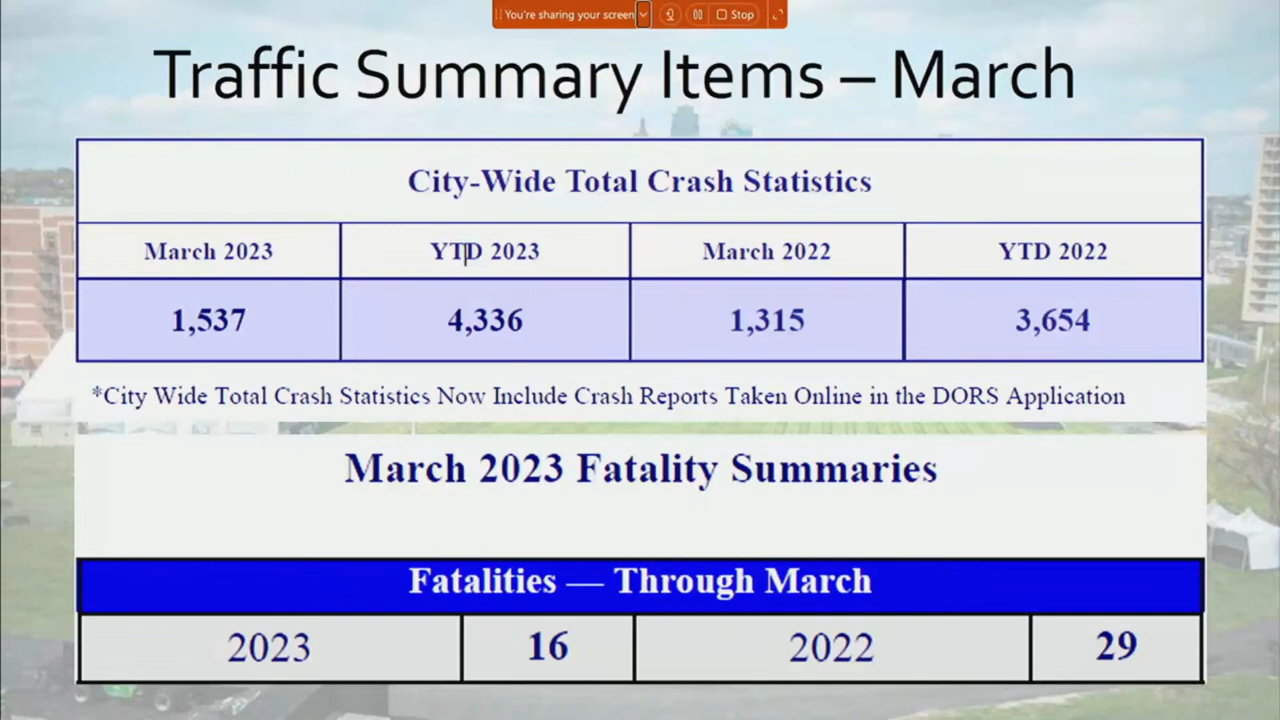 You're sharing your screen Stop
Traffic Summary Items – March
City-Wide Total Crash Statistics
March 2023 YTD 2023 March 2022 YTD 2022
1,537 4,336 1,315 3,654
*City Wide Total Crash Statistics Now Include Crash Reports Taken Online in the DORS Application
March 2023 Fatality Summaries
Fatalities — Through March
2023 16 2022 29